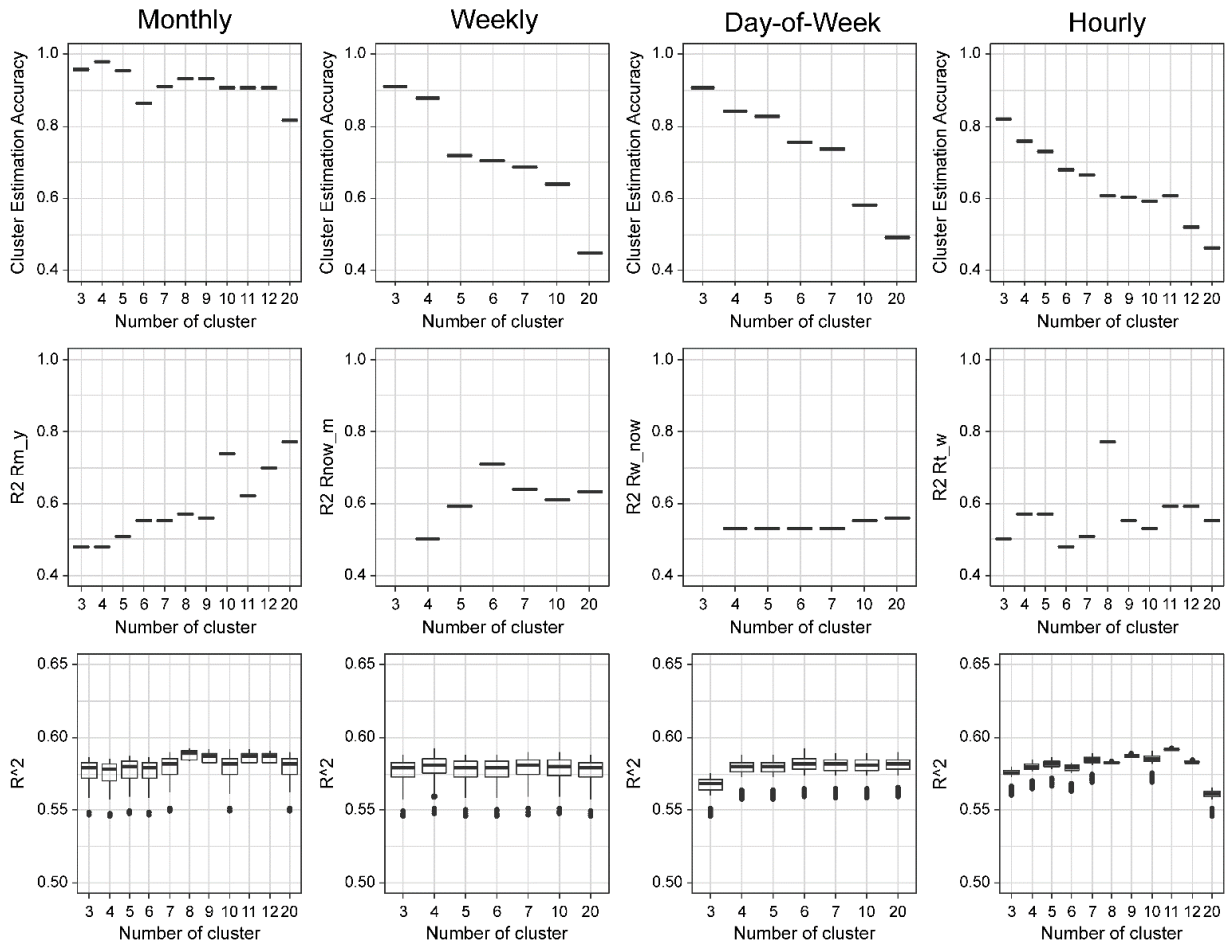 Monthly Weekly Day-of-Week Hourly
Cluster Estimation Accuracy
1.0
0.8
0.6
0.4
3 4 5 6 7 8 9 10 11 12 20
Number of cluster
Cluster Estimation Accuracy
1.0
0.8
0.6
0.4
3 4 5 6 7 10 20
Number of cluster
Cluster Estimation Accuracy
1.0
0.8
0.6
0.4
3 4 5 6 7 10 20
Number of cluster
Cluster Estimation Accuracy
1.0
0.8
0.6
0.4
3 4 5 6 7 8 9 10 11 12 20
Number of cluster
R2 Rm_y
1.0
0.8
0.6
0.4
3 4 5 6 7 8 9 10 11 12 20
Number of cluster
R2 Rnow_m
1.0
0.8
0.6
0.4
3 4 5 6 7 10 20
Number of cluster
R2 Rw_now
1.0
0.8
0.6
0.4
3 4 5 6 7 10 20
Number of cluster
R2 Rt_w
1.0
0.8
0.6
0.4
3 4 5 6 7 8 9 10 11 12 20
Number of cluster
R^2
0.65
0.60
0.55
0.50
3 4 5 6 7 8 9 10 11 12 20
Number of cluster
R^2
0.65
0.60
0.55
0.50
3 4 5 6 7 10 20
Number of cluster
R^2
0.65
0.60
0.55
0.50
3 4 5 6 7 10 20
Number of cluster
R^2
0.65
0.60
0.55
0.50
3 4 5 6 7 8 9 10 11 12 20
Number of cluster